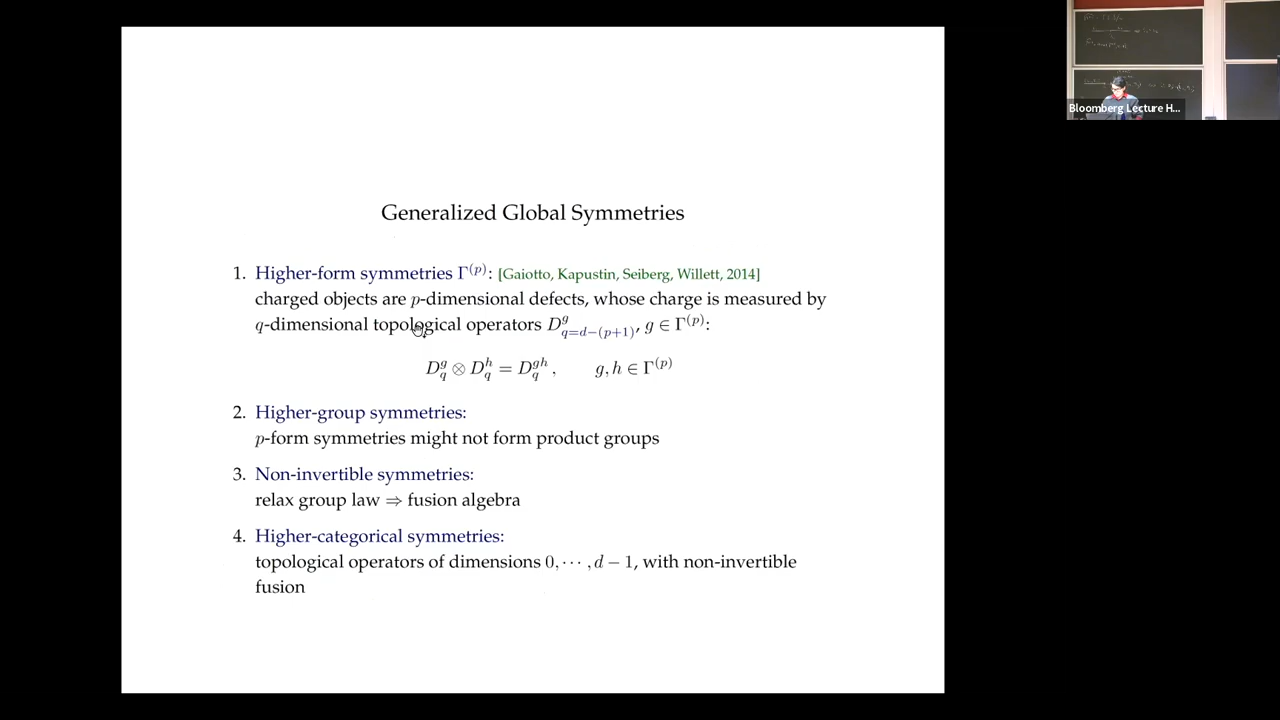 Generalized Global Symmetries
1. Higher-form symmetries Γ^(p): [Gaiotto, Kapustin, Seiberg, Willett, 2014]
charged objects are p-dimensional defects, whose charge is measured by
q-dimensional topological operators D^g_{q=d−(p+1)}, g ∈ Γ^(p):
D^g_q ⊗ D^h_q = D^{gh}_q, g, h ∈ Γ^(p)
2. Higher-group symmetries:
p-form symmetries might not form product groups
3. Non-invertible symmetries:
relax group law ⇒ fusion algebra
4. Higher-categorical symmetries:
topological operators of dimensions 0, ··· , d − 1, with non-invertible
fusion
Bloomberg Lecture H...